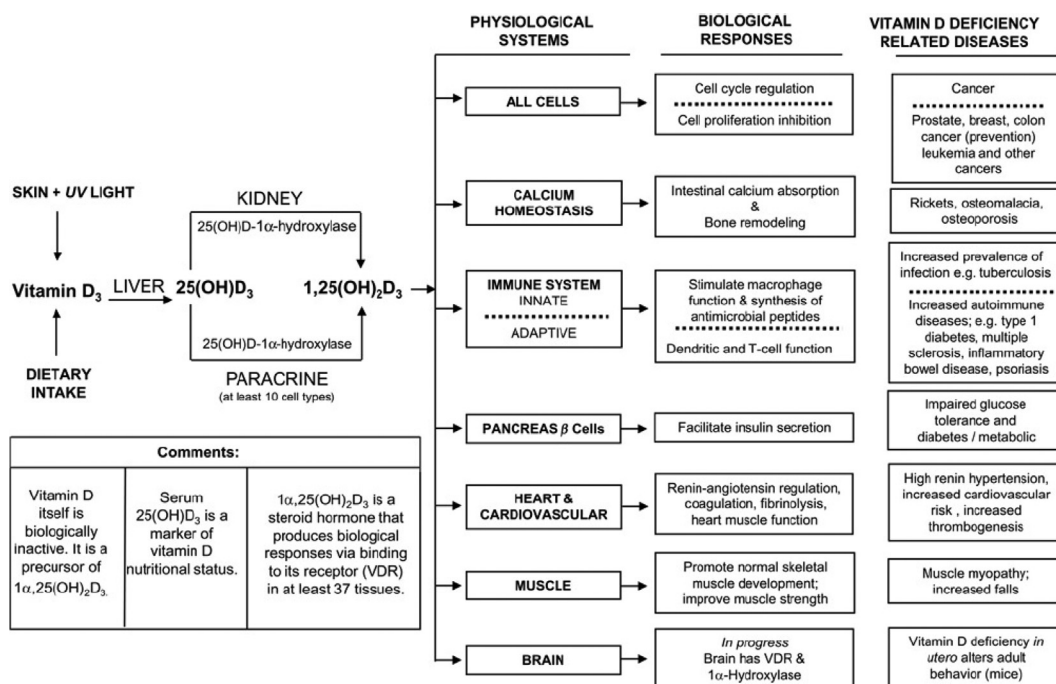 PHYSIOLOGICAL
SYSTEMS
BIOLOGICAL
RESPONSES
VITAMIN D DEFICIENCY
RELATED DISEASES
SKIN + UV LIGHT
Vitamin D₃
DIETARY
INTAKE
LIVER
25(OH)D₃
KIDNEY
25(OH)D-1α-hydroxylase
25(OH)D-1α-hydroxylase
PARACRINE
(at least 10 cell types)
1,25(OH)₂D₃
ALL CELLS
Cell cycle regulation
Cell proliferation inhibition
Cancer
Prostate, breast, colon
cancer (prevention)
leukemia and other
cancers
CALCIUM
HOMEOSTASIS
Intestinal calcium absorption
&
Bone remodeling
Rickets, osteomalacia,
osteoporosis
IMMUNE SYSTEM
INNATE
ADAPTIVE
Stimulate macrophage
function & synthesis of
antimicrobial peptides
Dendritic and T-cell function
Increased prevalence of
infection e.g. tuberculosis
Increased autoimmune
diseases; e.g. type 1
diabetes, multiple
sclerosis, inflammatory
bowel disease, psoriasis
PANCREAS β Cells
Facilitate insulin secretion
Impaired glucose
tolerance and
diabetes / metabolic
HEART &
CARDIOVASCULAR
Renin-angiotensin regulation,
coagulation, fibrinolysis,
heart muscle function
High renin hypertension,
increased cardiovascular
risk , increased
thrombogenesis
MUSCLE
Promote normal skeletal
muscle development;
improve muscle strength
Muscle myopathy;
increased falls
BRAIN
In progress
Brain has VDR &
1α-Hydroxylase
Vitamin D deficiency in
utero alters adult
behavior (mice)
Comments:
Vitamin D
itself is
biologically
inactive. It is a
precursor of
1α,25(OH)₂D₃.
Serum
25(OH)D₃ is a
marker of
vitamin D
nutritional status.
1α,25(OH)₂D₃ is a
steroid hormone that
produces biological
responses via binding
to its receptor (VDR)
in at least 37 tissues.